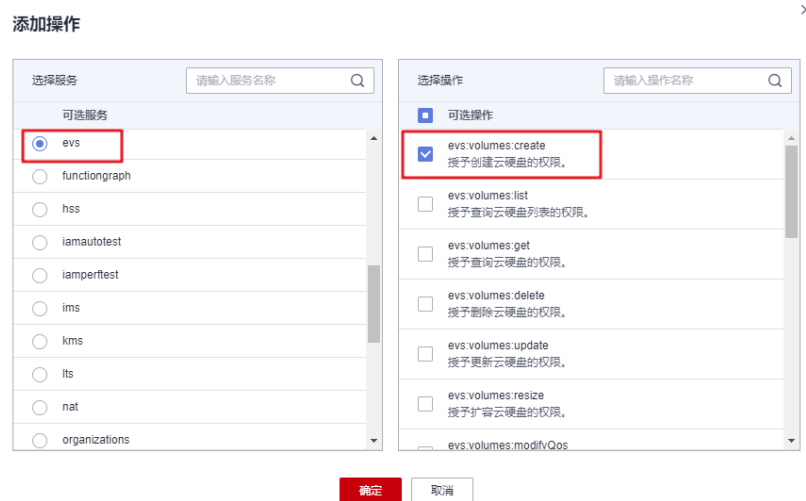 添加操作
选择服务
请输入服务名称
可选服务
evs
functiongraph
hss
iamautotest
iamperftest
ims
kms
lts
nat
organizations
选择操作
请输入操作名称
可选操作
evs:volumes:create
授予创建云硬盘的权限。
evs:volumes:list
授予查询云硬盘列表的权限。
evs:volumes:get
授予查询云硬盘的权限。
evs:volumes:delete
授予删除云硬盘的权限。
evs:volumes:update
授予更新云硬盘的权限。
evs:volumes:resize
授予扩容云硬盘的权限。
evs:volumes:modifyQos
确定
取消